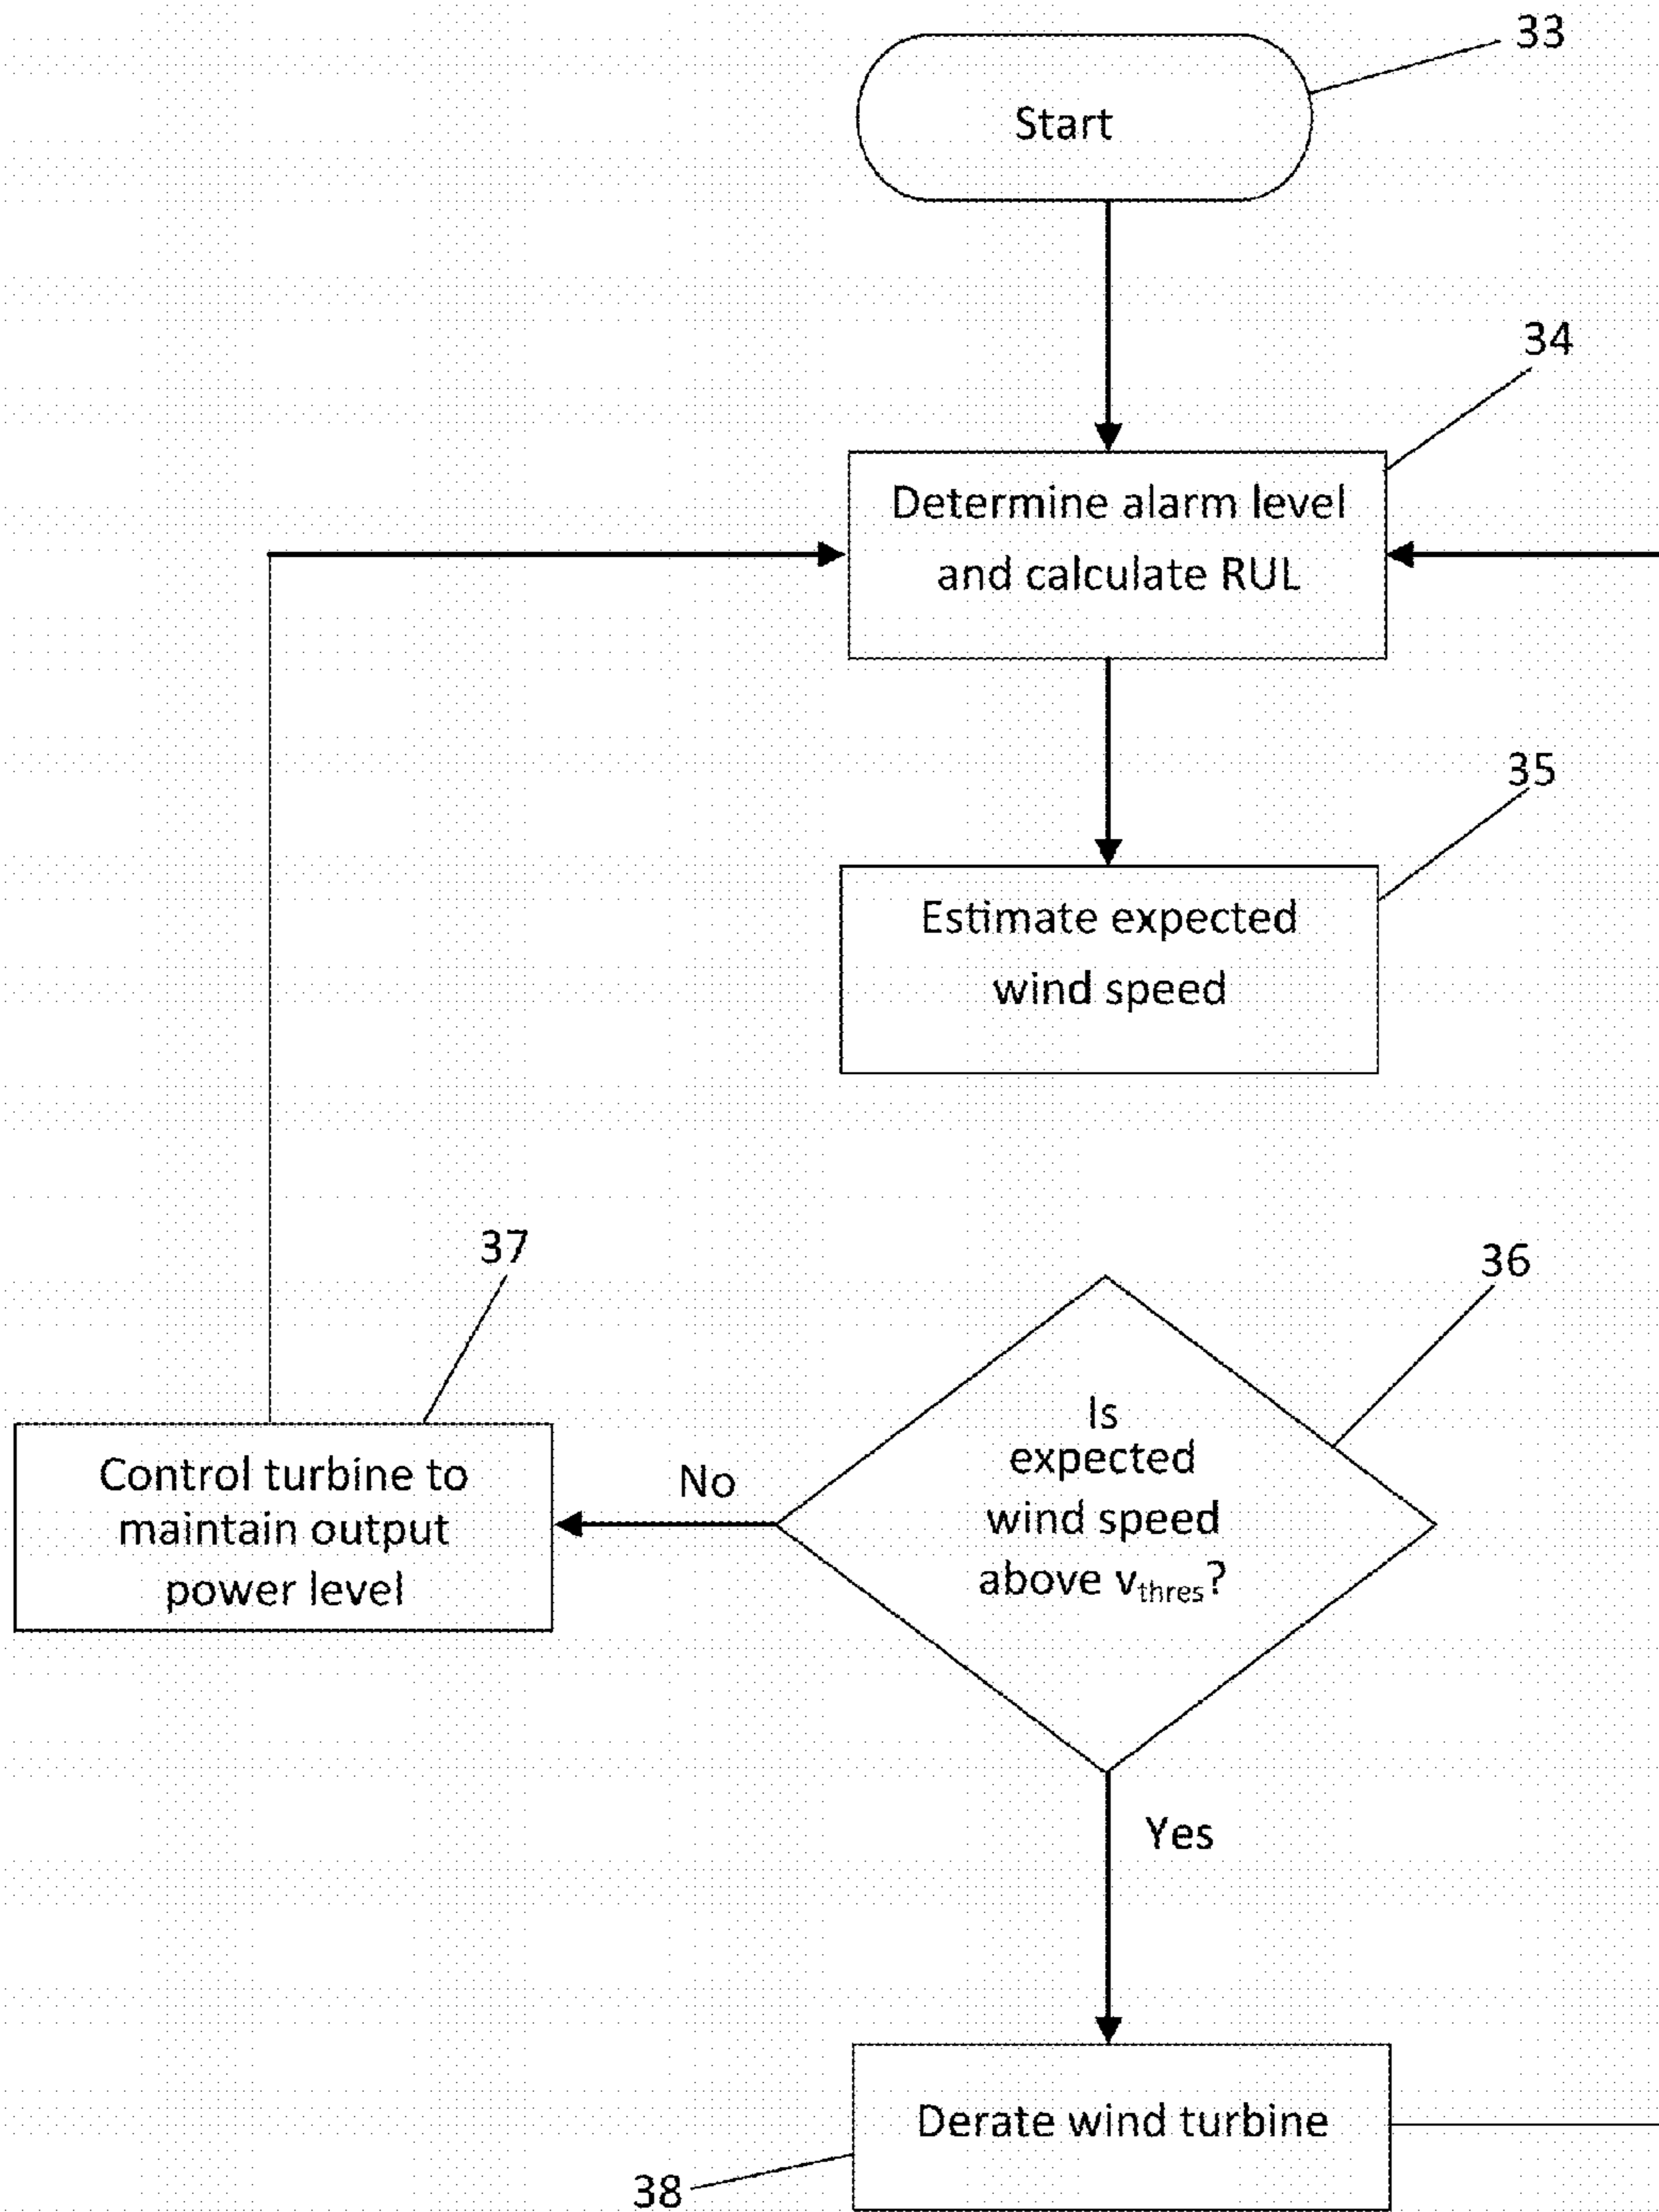 33
Start
34
Determine alarm level
and calculate RUL
35
Estimate expected
wind speed
37
36
Is
expected
wind speed
above vthres?
No
Control turbine to
maintain output
power level
Yes
Derate wind turbine
38